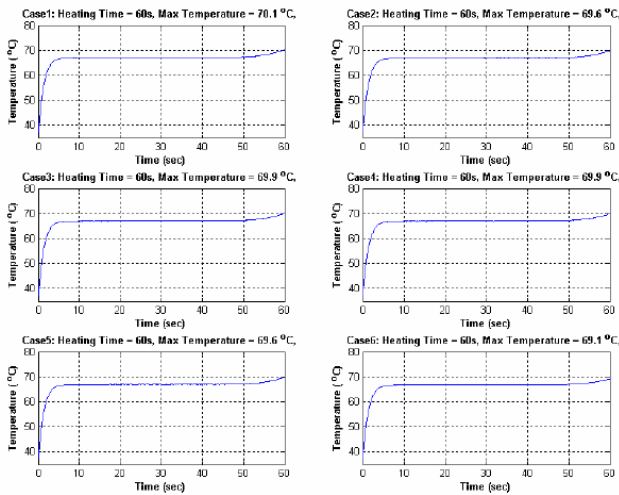 Case1: Heating Time = 60s, Max Temperature = 70.1 °C,
80
70
60
50
40
Temperature ( °C)
0 10 20 30 40 50 60
Time (sec)
Case2: Heating Time = 60s, Max Temperature = 69.6 °C,
80
70
60
50
40
Temperature ( °C)
0 10 20 30 40 50 60
Time (sec)
Case3: Heating Time = 60s, Max Temperature = 69.9 °C,
80
70
60
50
40
Temperature ( °C)
0 10 20 30 40 50 60
Time (sec)
Case4: Heating Time = 60s, Max Temperature = 69.9 °C,
80
70
60
50
40
Temperature ( °C)
0 10 20 30 40 50 60
Time (sec)
Case5: Heating Time = 60s, Max Temperature = 69.6 °C,
80
70
60
50
40
Temperature ( °C)
0 10 20 30 40 50 60
Time (sec)
Case6: Heating Time = 60s, Max Temperature = 69.1 °C,
80
70
60
50
40
Temperature ( °C)
0 10 20 30 40 50 60
Time (sec)